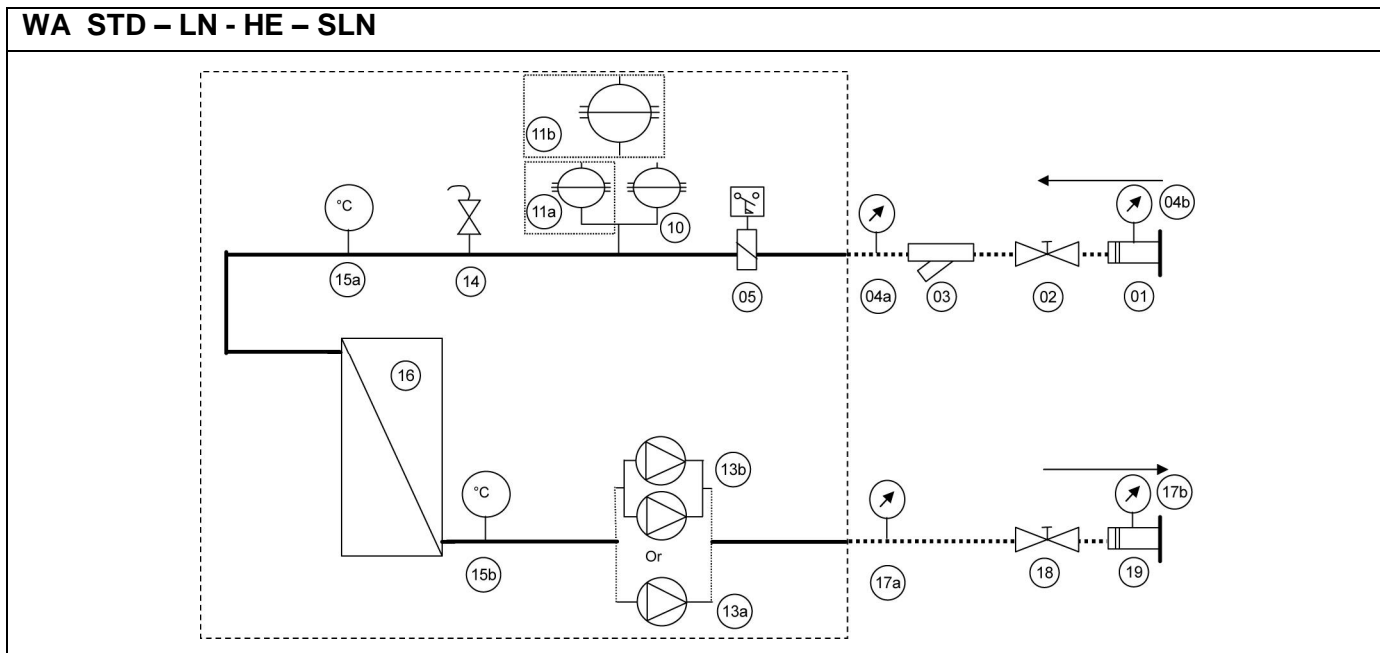 WA STD – LN - HE – SLN
11b
11a
10
04b
°C
15a
14
05
04a
03
02
01
16
°C
15b
13b
Or
13a
17b
17a
18
19